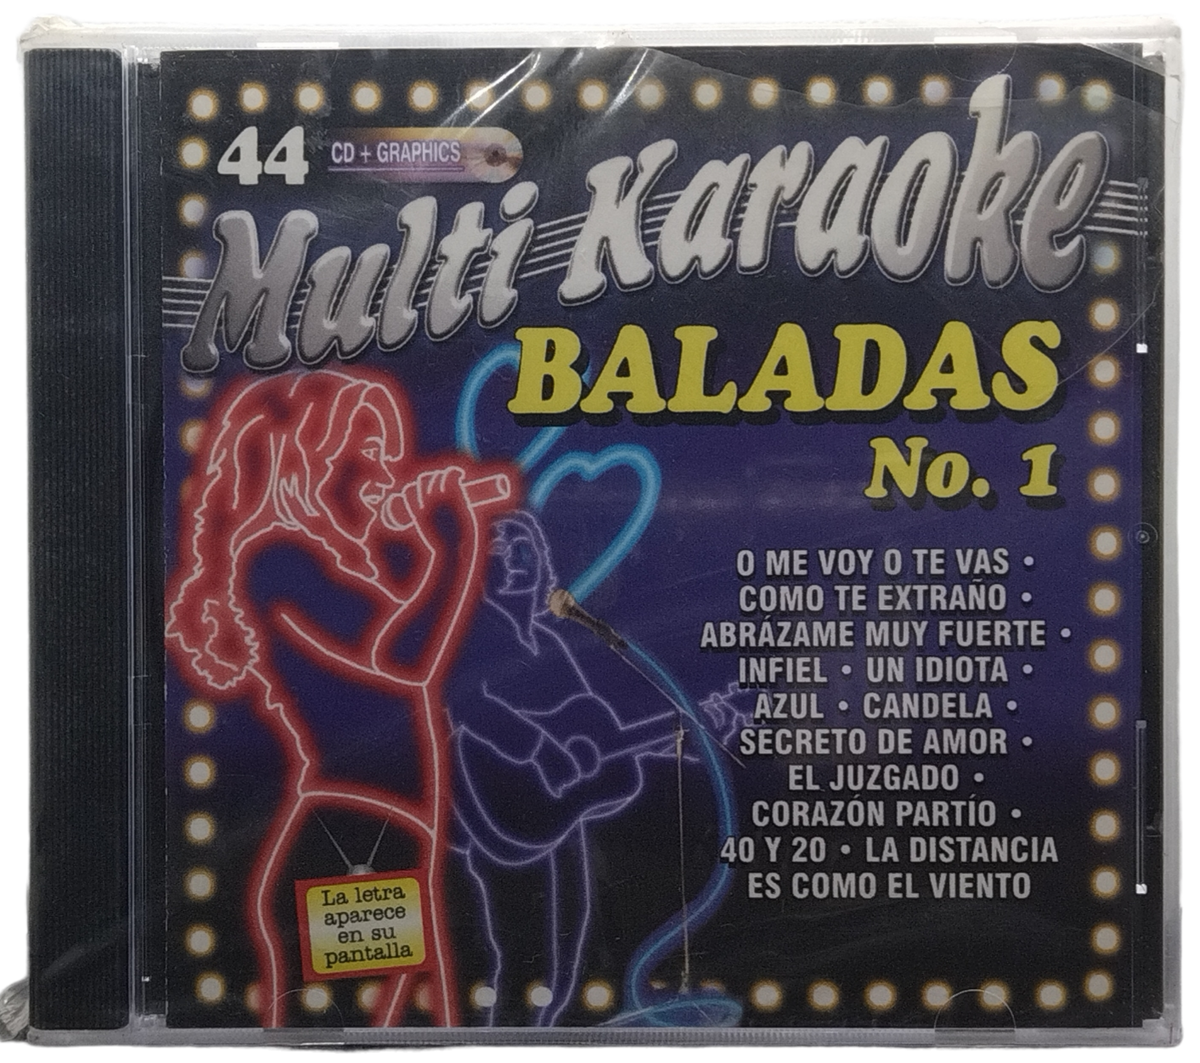 44 CD + GRAPHICS
Multi Karaoke
BALADAS
No. 1
O ME VOY O TE VAS •
COMO TE EXTRAÑO •
ABRÁZAME MUY FUERTE •
INFIEL • UN IDIOTA •
AZUL • CANDELA •
SECRETO DE AMOR •
EL JUZGADO •
CORAZÓN PARTÍO •
40 Y 20 • LA DISTANCIA
ES COMO EL VIENTO
La letra
aparece
en su
pantalla